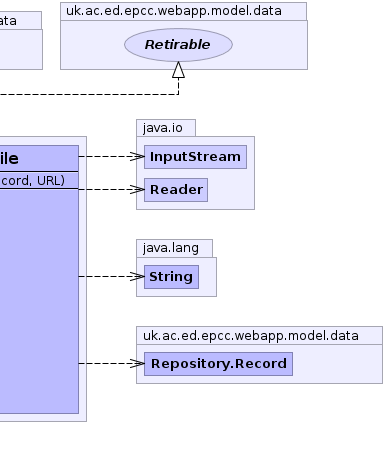 ata
uk.ac.ed.epcc.webapp.model.data
Retirable
java.io
ile
InputStream
cord, URL)
Reader
java.lang
String
uk.ac.ed.epcc.webapp.model.data
Repository.Record